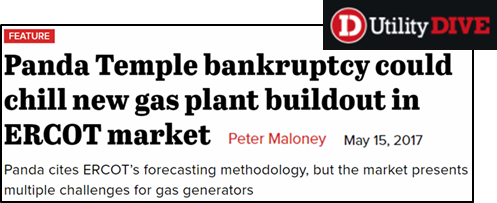 D Utility DIVE
FEATURE
Panda Temple bankruptcy could
chill new gas plant buildout in
ERCOT market Peter Maloney May 15, 2017
Panda cites ERCOT's forecasting methodology, but the market presents
multiple challenges for gas generators